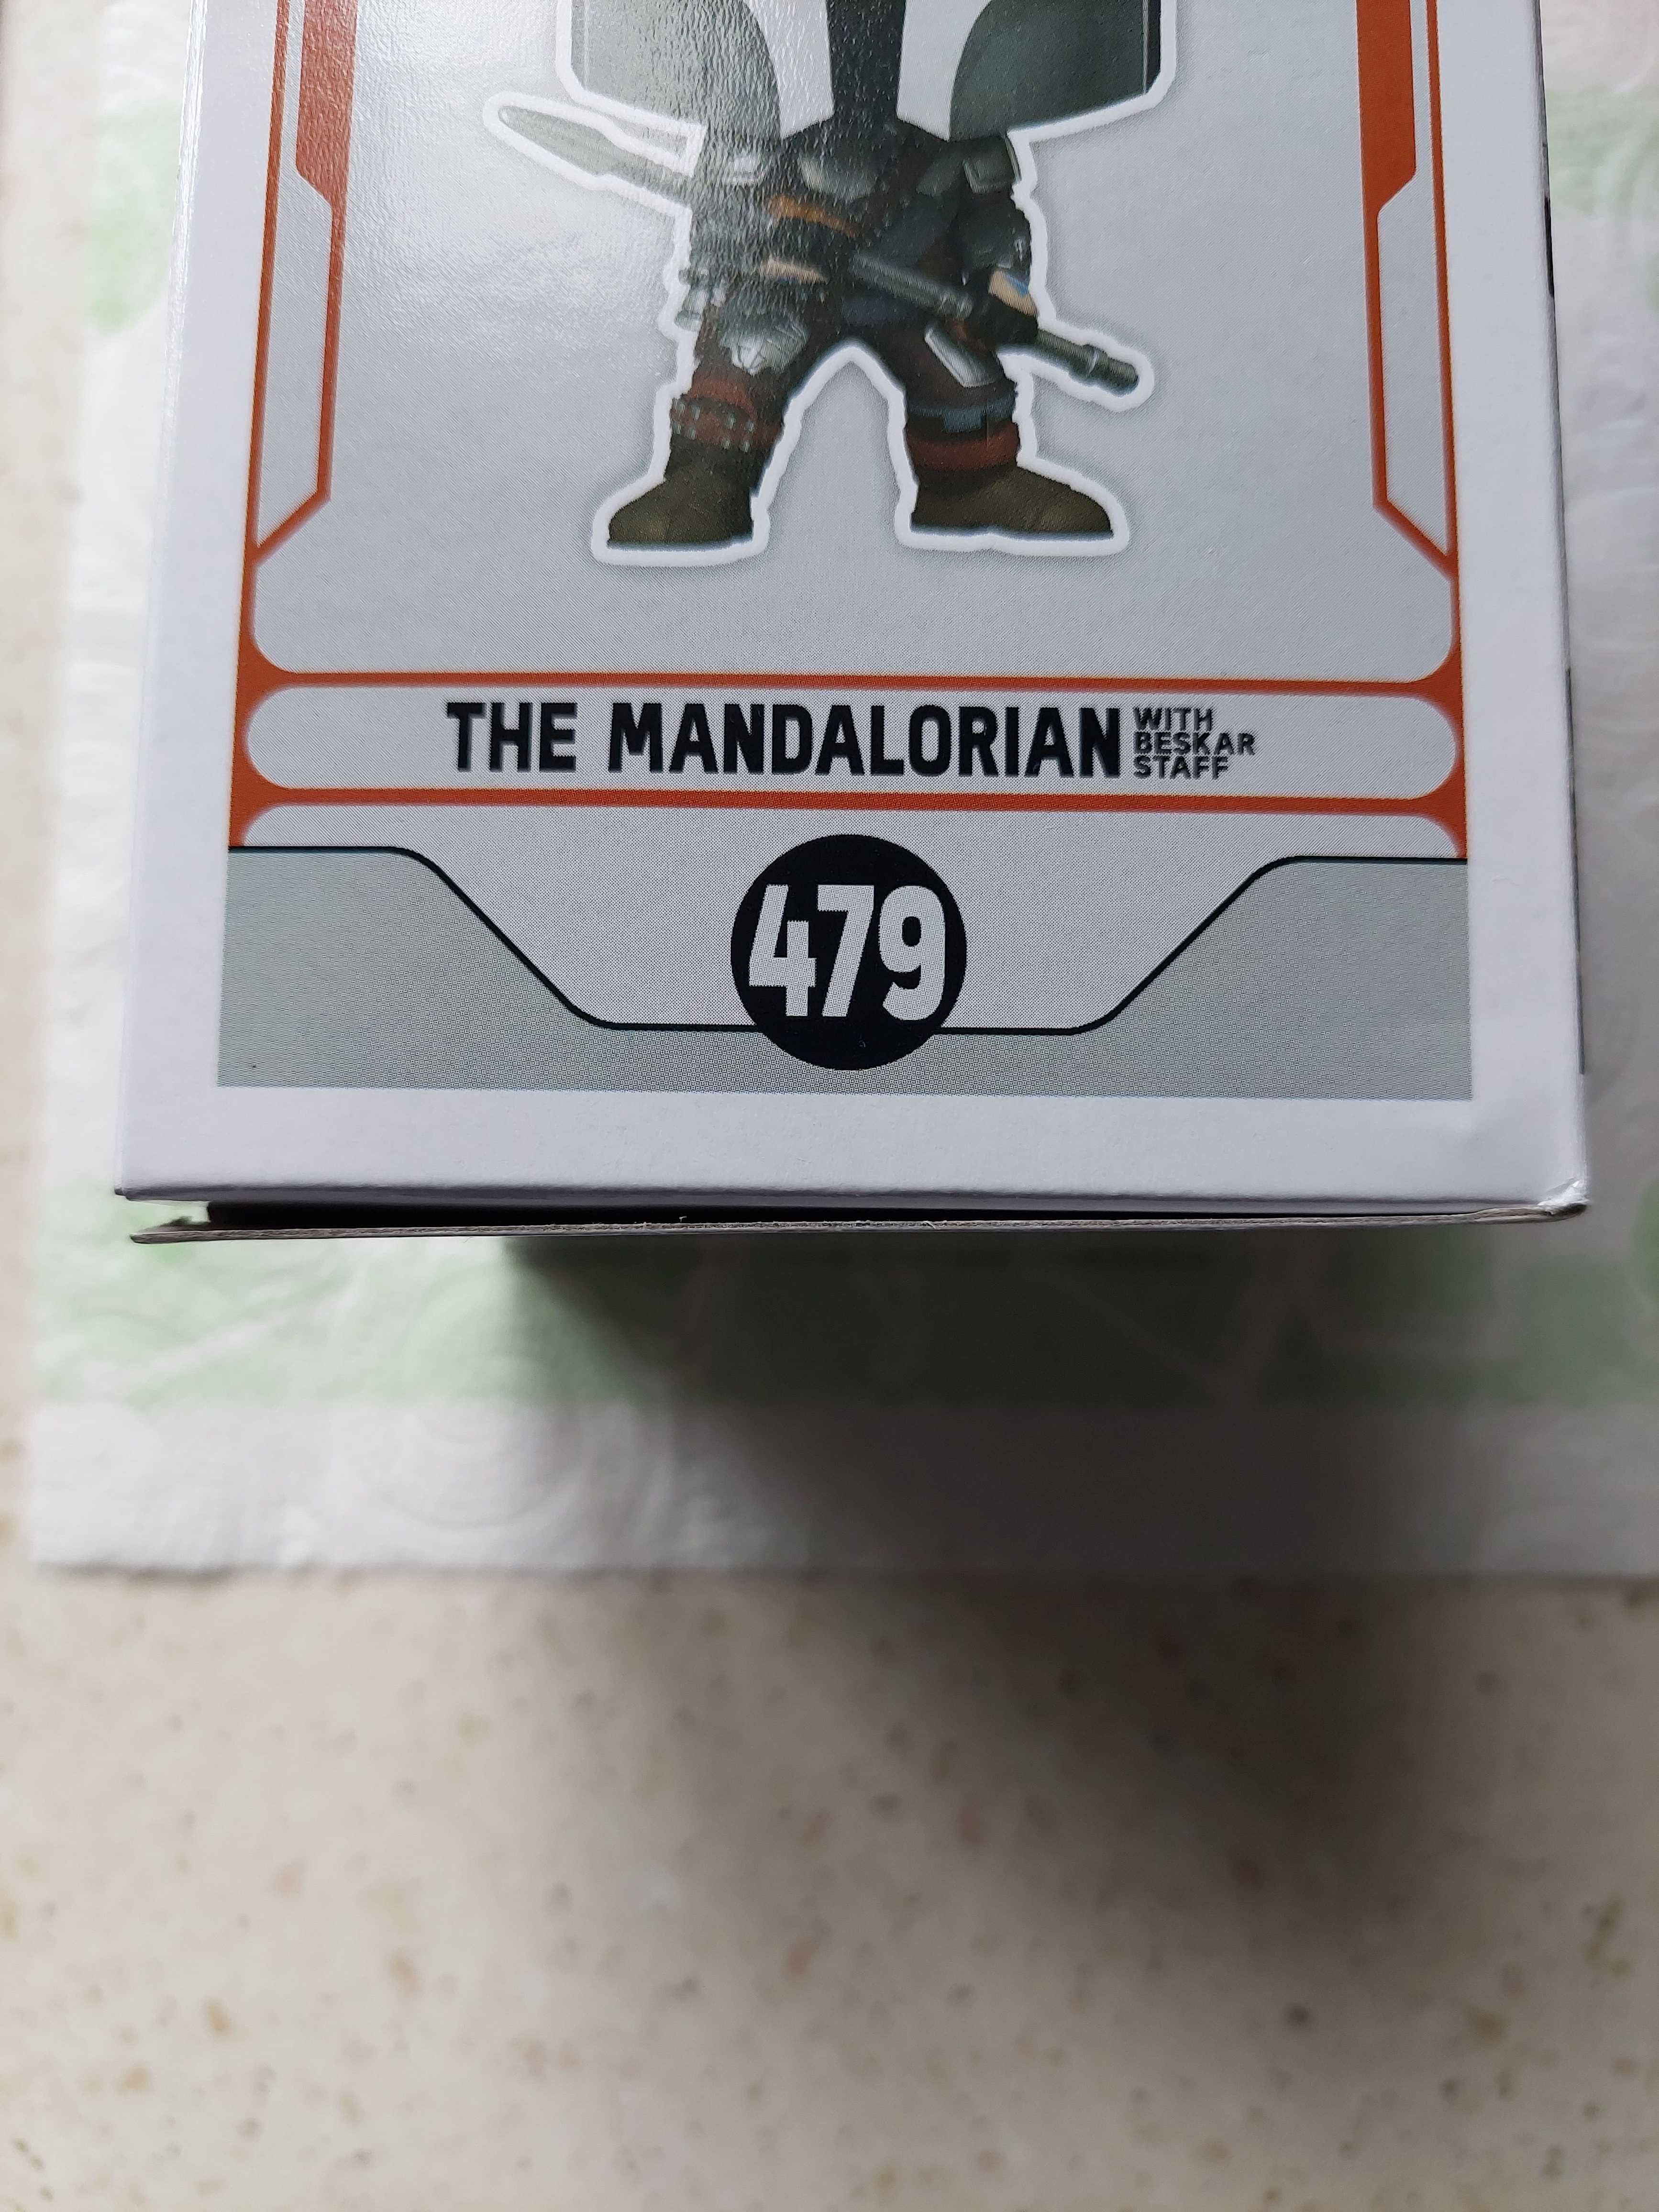 THE MANDALORIAN
WITH
BESKAR
STAFF
479